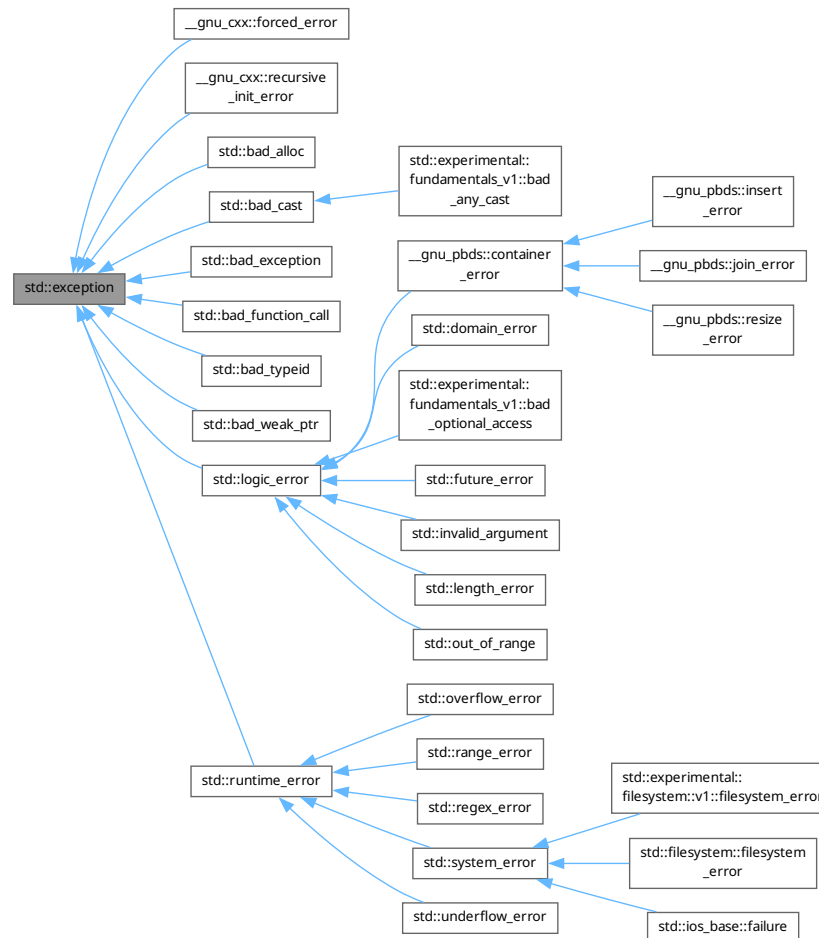 __gnu_cxx::forced_error
__gnu_cxx::recursive
_init_error
std::bad_alloc
std::bad_cast
std::experimental::
fundamentals_v1::bad
_any_cast
std::bad_exception
std::exception
std::bad_function_call
std::bad_typeid
std::bad_weak_ptr
std::logic_error
__gnu_pbds::container
_error
__gnu_pbds::insert
_error
__gnu_pbds::join_error
__gnu_pbds::resize
_error
std::domain_error
std::experimental::
fundamentals_v1::bad
_optional_access
std::future_error
std::invalid_argument
std::length_error
std::out_of_range
std::runtime_error
std::overflow_error
std::range_error
std::regex_error
std::system_error
std::underflow_error
std::experimental::
filesystem::v1::filesystem_error
std::filesystem::filesystem
_error
std::ios_base::failure